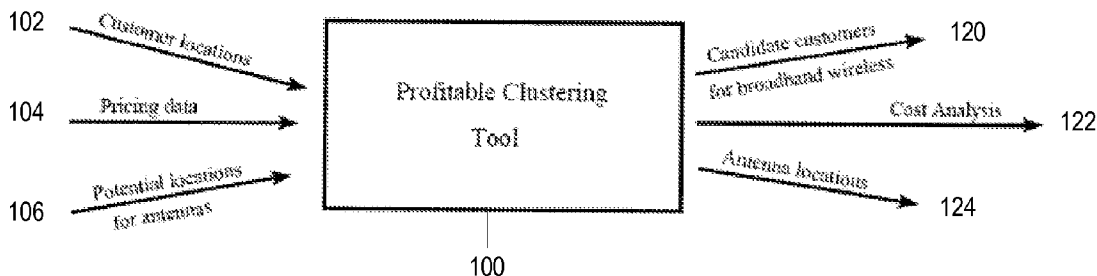 102
Customer locations
104
Pricing data
106
Potential locations
for antennas
Profitable Clustering
Tool
100
Candidate customers
for broadband wireless
120
Cost Analysis
122
Antenna locations
124